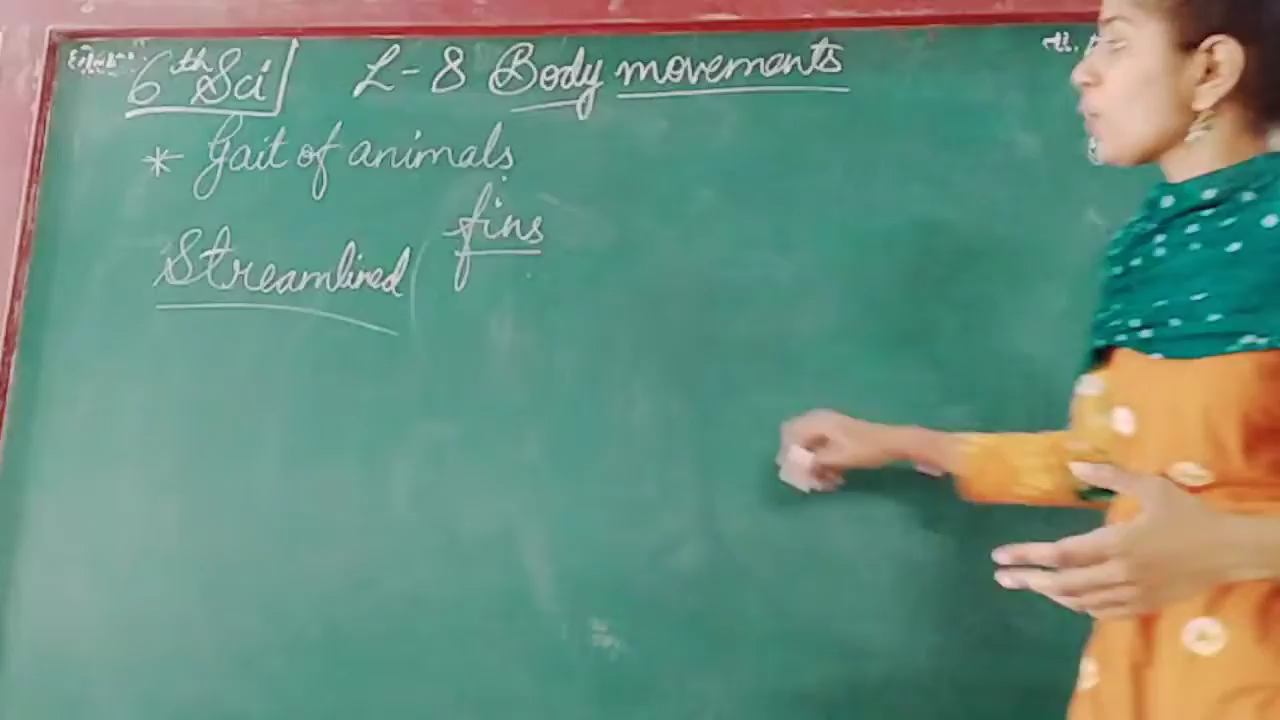 6th Sci L-8 Body movements
* Gait of animals
fins
Streamlined